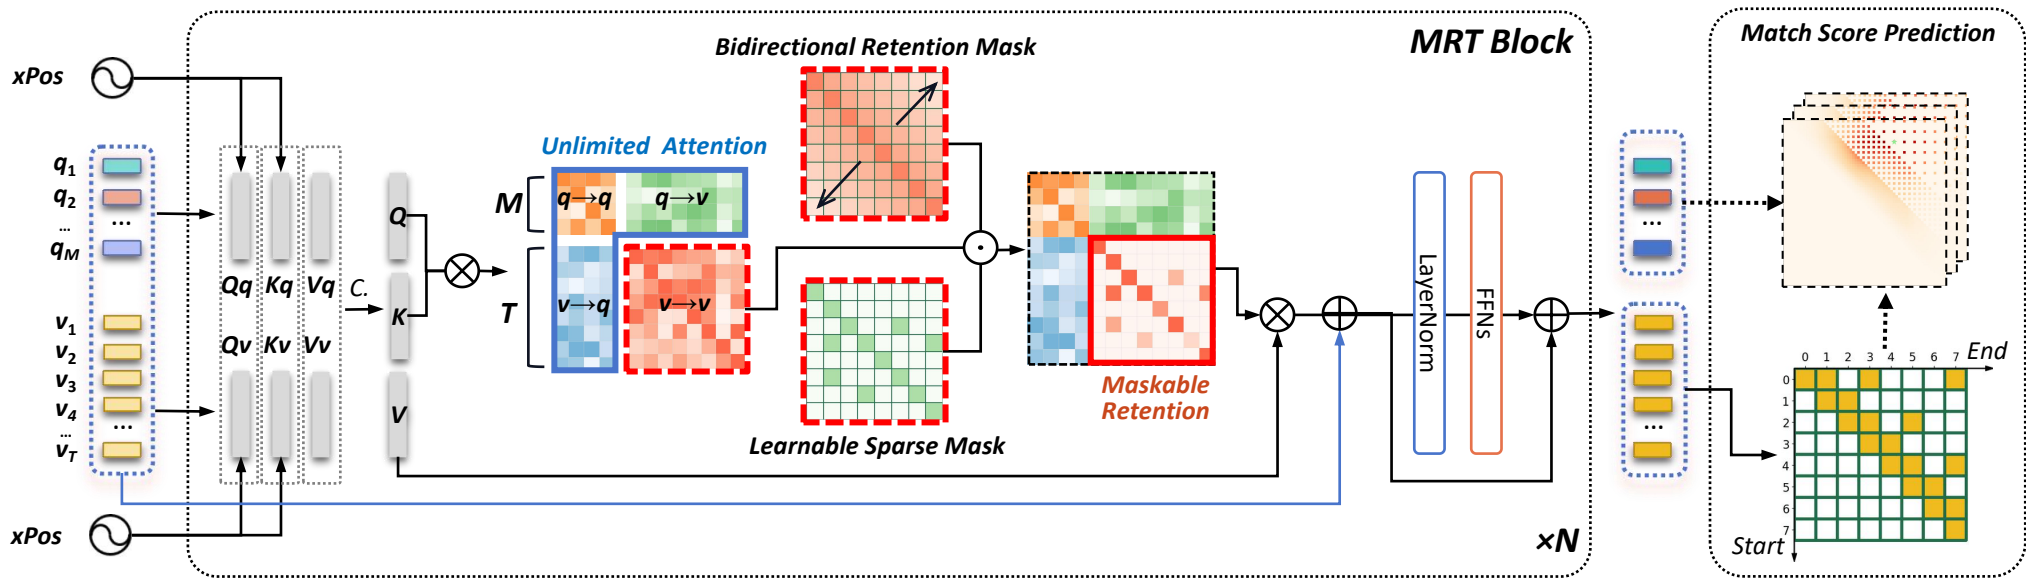 MRT Block
Match Score Prediction
Bidirectional Retention Mask
xPos
Unlimited Attention
q1
q2
...
...
qM
v1
v2
v3
v4
...
...
vT
xPos
Qq Kq Vq
Qv Kv Vv
C.
Q
K
V
M
T
q→q
q→v
v→q
v→v
Learnable Sparse Mask
Maskable
Retention
LayerNorm
FFNs
×N
...
...
0 1 2 3 4 5 6 7
End
0
1
2
3
4
5
6
7
Start